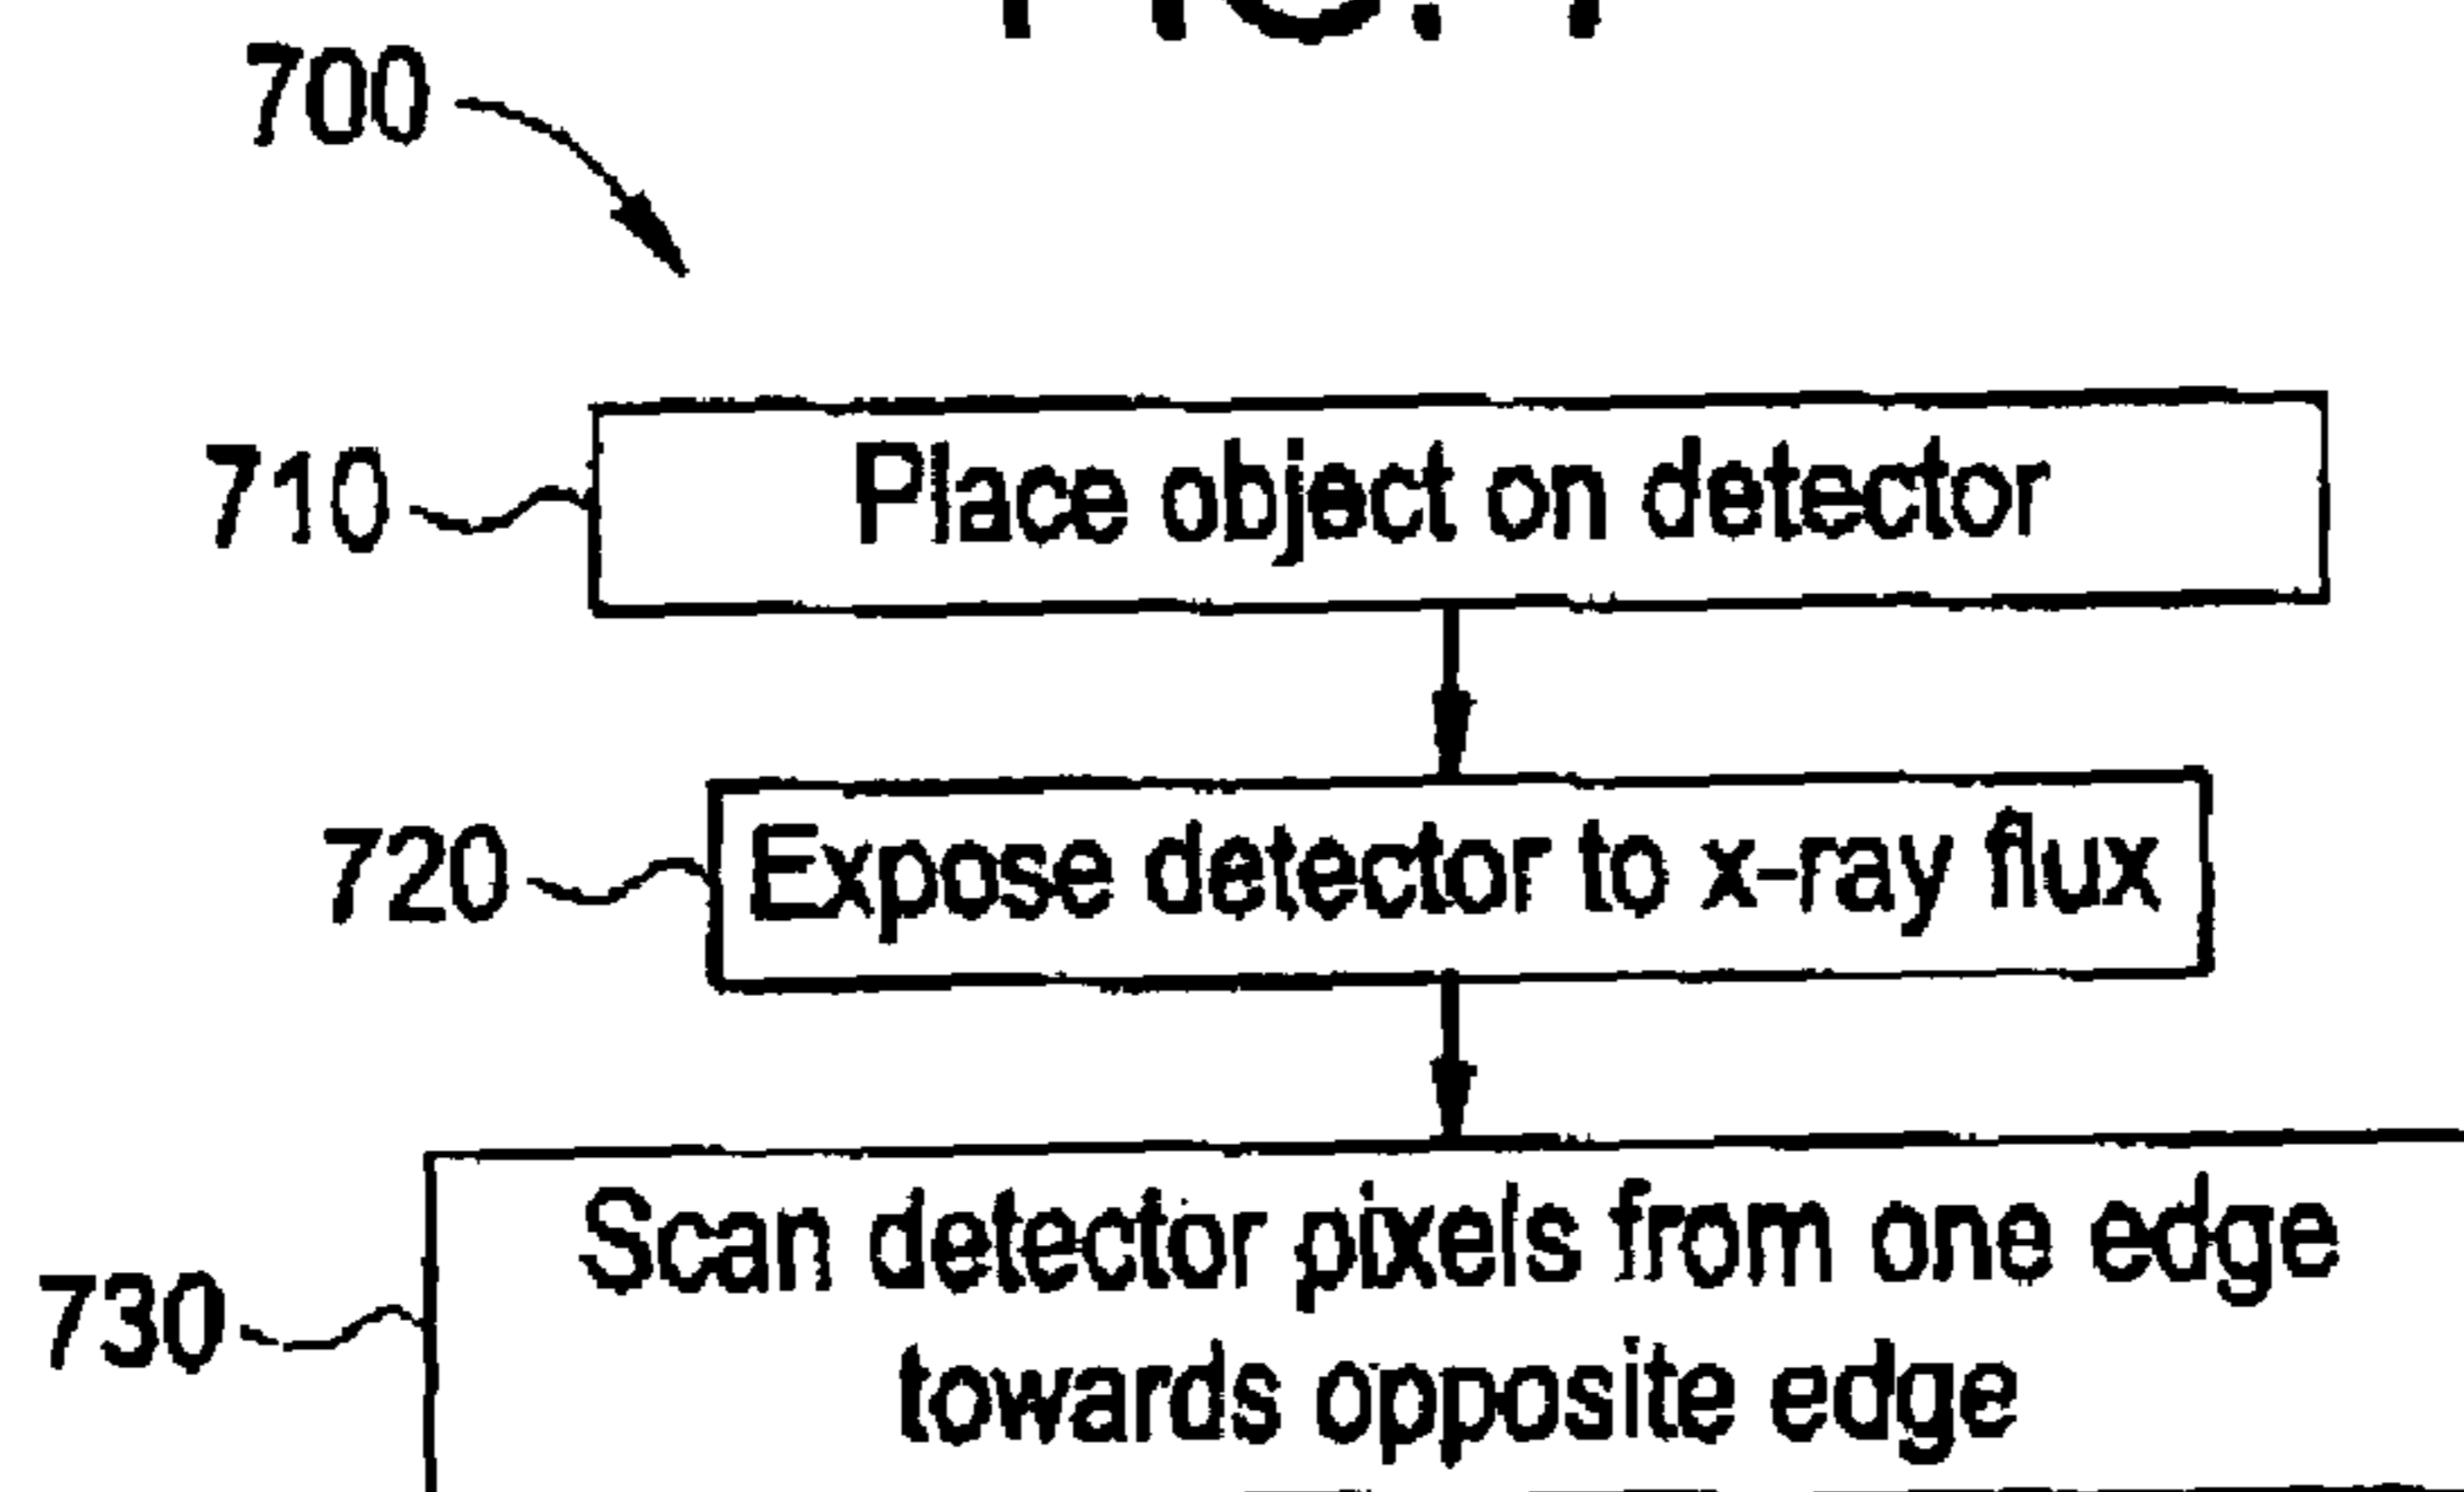 700
710
Place object on detector
720
Expose detector to x-ray flux
730
Scan detector pixels from one edge
towards opposite edge